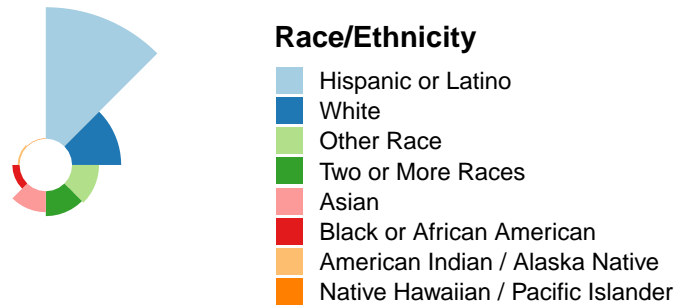 Race/Ethnicity
Hispanic or Latino
White
Other Race
Two or More Races
Asian
Black or African American
American Indian / Alaska Native
Native Hawaiian / Pacific Islander